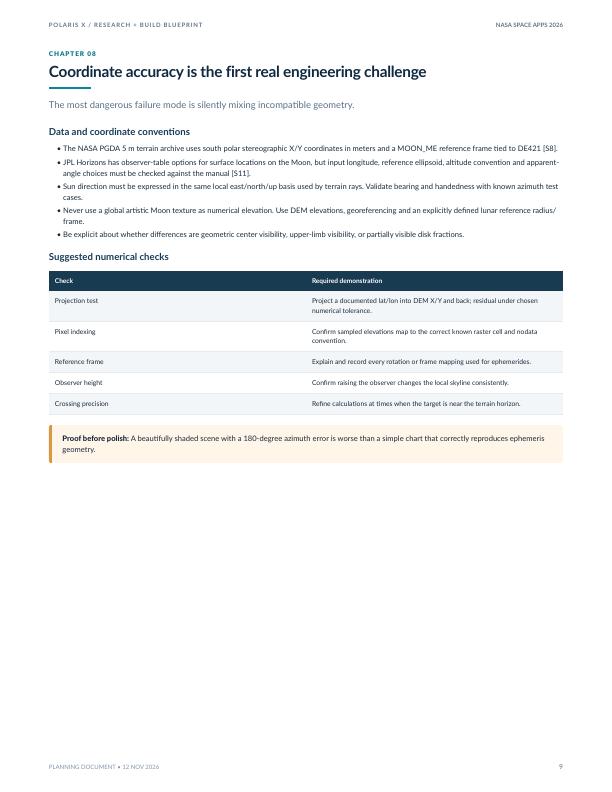 POLARIS X / RESEARCH + BUILD BLUEPRINT
NASA SPACE APPS 2026
CHAPTER 08
Coordinate accuracy is the first real engineering challenge
The most dangerous failure mode is silently mixing incompatible geometry.
Data and coordinate conventions
• The NASA PGDA 5 m terrain archive uses south polar stereographic X/Y coordinates in meters and a MOON_ME reference frame tied to DE421 [S8].
• JPL Horizons has observer-table options for surface locations on the Moon, but input longitude, reference ellipsoid, altitude convention and apparent-
angle choices must be checked against the manual [S11].
• Sun direction must be expressed in the same local east/north/up basis used by terrain rays. Validate bearing and handedness with known azimuth test
cases.
• Never use a global artistic Moon texture as numerical elevation. Use DEM elevations, georeferencing and an explicitly defined lunar reference radius/
frame.
• Be explicit about whether differences are geometric center visibility, upper-limb visibility, or partially visible disk fractions.
Suggested numerical checks
Check
Required demonstration
Projection test
Project a documented lat/lon into DEM X/Y and back; residual under chosen
numerical tolerance.
Pixel indexing
Confirm sampled elevations map to the correct known raster cell and nodata
convention.
Reference frame
Explain and record every rotation or frame mapping used for ephemerides.
Observer height
Confirm raising the observer changes the local skyline consistently.
Crossing precision
Refine calculations at times when the target is near the terrain horizon.
Proof before polish: A beautifully shaded scene with a 180-degree azimuth error is worse than a simple chart that correctly reproduces ephemeris
geometry.
PLANNING DOCUMENT • 12 NOV 2026
9